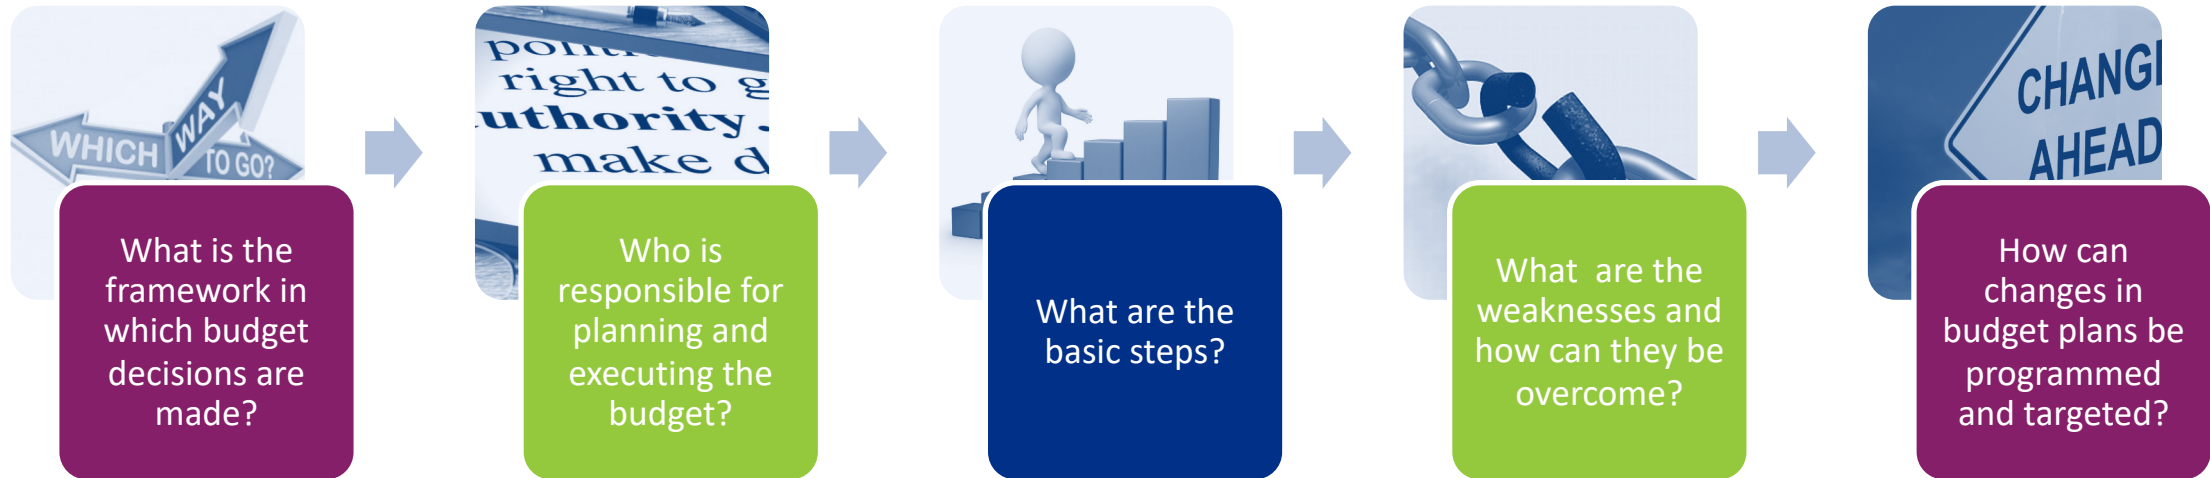 WHICH
WAY
TO GO?
What is the
framework in
which budget
decisions are
made?
right to g
uthority.
make d
Who is
responsible for
planning and
executing the
budget?
What are the
basic steps?
What  are the
weaknesses and
how can they be
overcome?
CHANG
AHEAD
How can
changes in
budget plans be
programmed
and targeted?